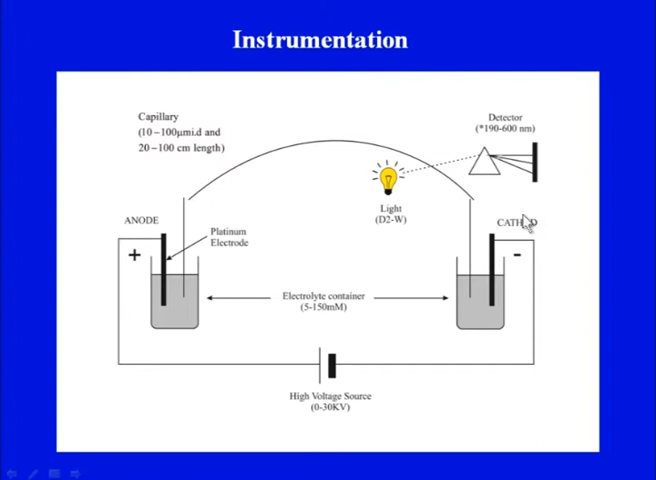 Instrumentation
Capillary
(10–100μmi.d and
20–100 cm length)
Detector
(*190-600 nm)
Light
(D2-W)
ANODE
Platinum
Electrode
+
-
Electrolyte container
(5-150mM)
High Voltage Source
(0-30KV)